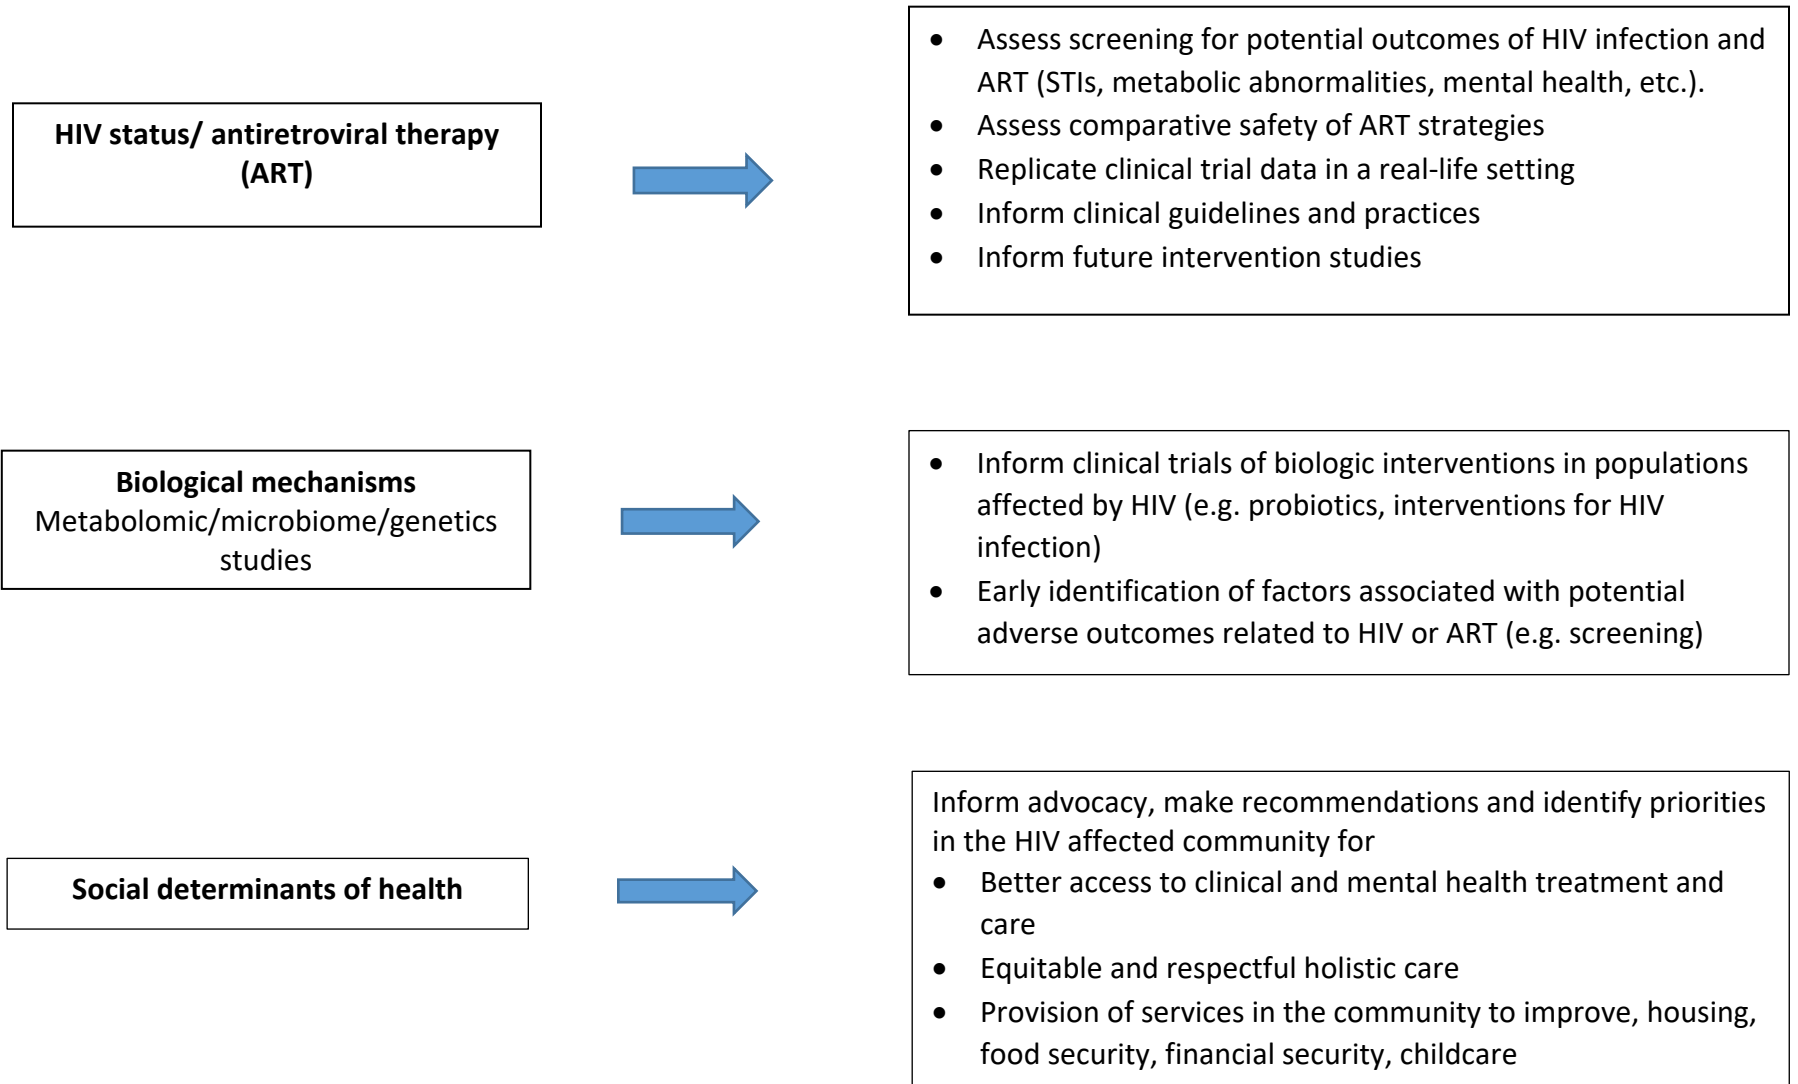 HIV status/ antiretroviral therapy
(ART)
• Assess screening for potential outcomes of HIV infection and
ART (STIs, metabolic abnormalities, mental health, etc.).
• Assess comparative safety of ART strategies
• Replicate clinical trial data in a real-life setting
• Inform clinical guidelines and practices
• Inform future intervention studies
Biological mechanisms
Metabolomic/microbiome/genetics
studies
• Inform clinical trials of biologic interventions in populations
affected by HIV (e.g. probiotics, interventions for HIV
infection)
• Early identification of factors associated with potential
adverse outcomes related to HIV or ART (e.g. screening)
Social determinants of health
Inform advocacy, make recommendations and identify priorities
in the HIV affected community for
• Better access to clinical and mental health treatment and
care
• Equitable and respectful holistic care
• Provision of services in the community to improve, housing,
food security, financial security, childcare